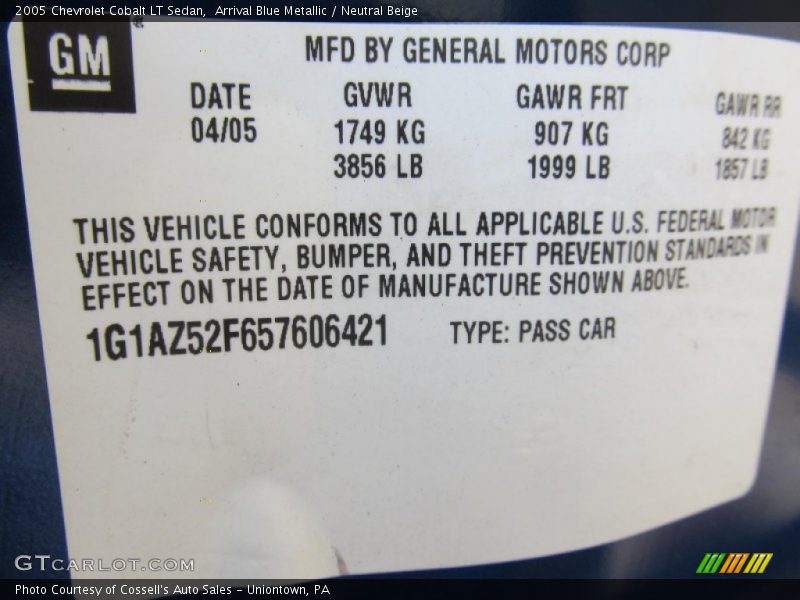 2005 Chevrolet Cobalt LT Sedan,  Arrival Blue Metallic / Neutral Beige
GM
MFD BY GENERAL MOTORS CORP
DATE GVWR GAWR FRT GAWR RR
04/05 1749 KG 907 KG 842 KG
3856 LB 1999 LB 1857 LB
THIS VEHICLE CONFORMS TO ALL APPLICABLE U.S. FEDERAL MOTOR
VEHICLE SAFETY, BUMPER, AND THEFT PREVENTION STANDARDS IN
EFFECT ON THE DATE OF MANUFACTURE SHOWN ABOVE.
1G1AZ52F657606421 TYPE: PASS CAR
GTCARLOT.COM
Photo Courtesy of Cossell's Auto Sales - Uniontown, PA